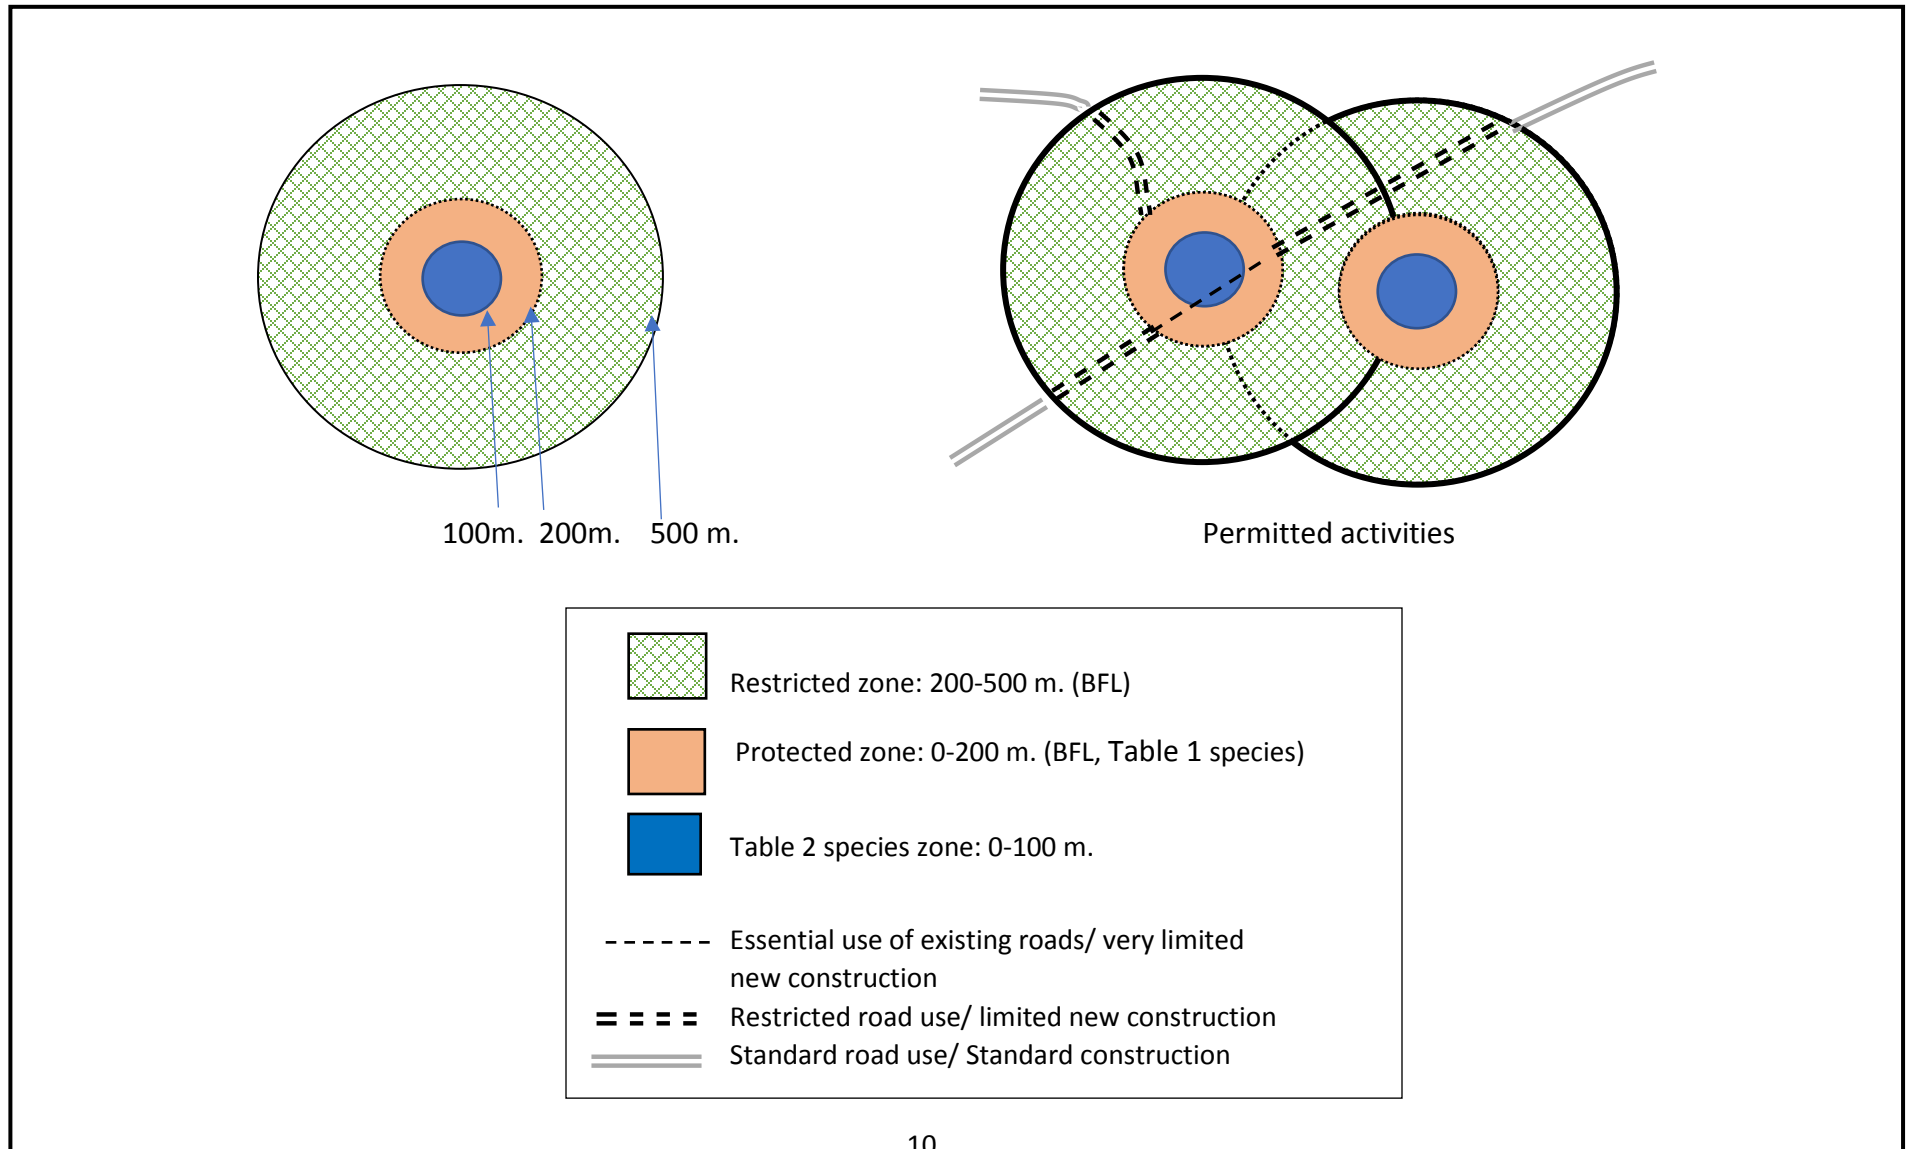 100m. 200m. 500 m.
Permitted activities
Restricted zone: 200-500 m. (BFL)
Protected zone: 0-200 m. (BFL, Table 1 species)
Table 2 species zone: 0-100 m.
Essential use of existing roads/ very limited
new construction
Restricted road use/ limited new construction
Standard road use/ Standard construction
10